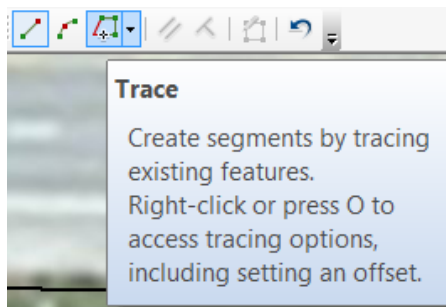 Trace
Create segments by tracing
existing features.
Right-click or press O to
access tracing options,
including setting an offset.